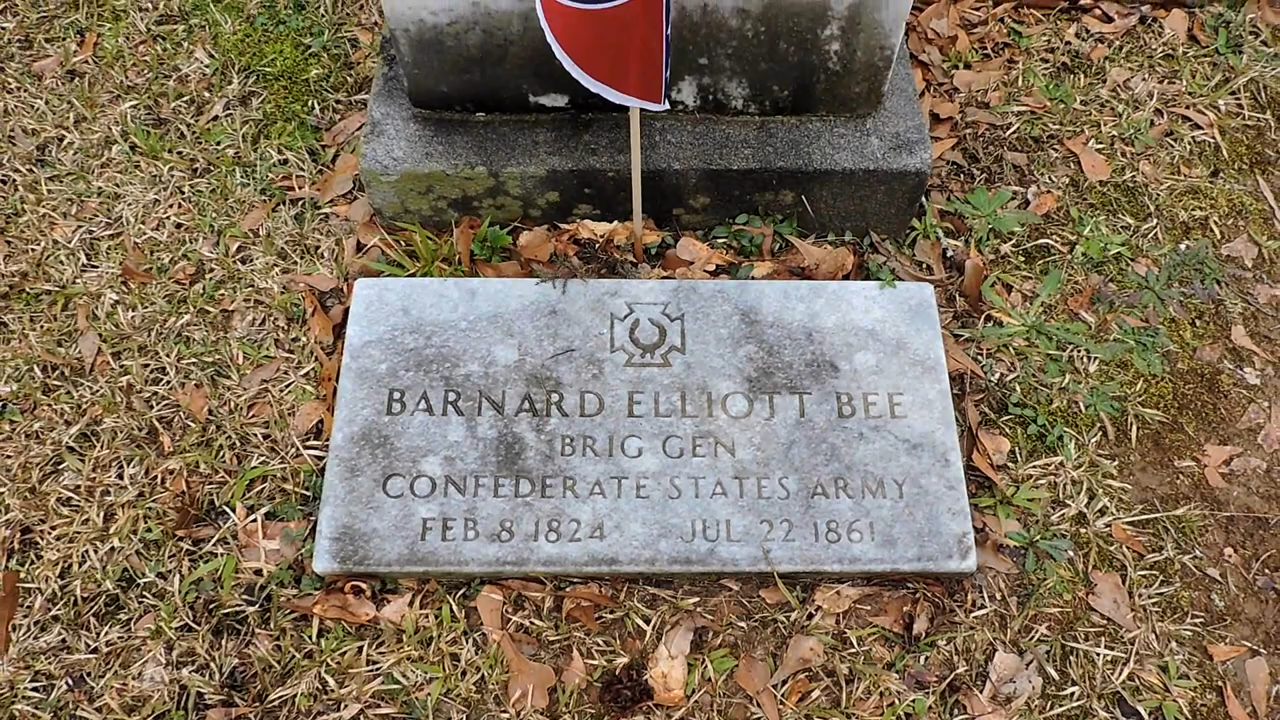 BARNARD ELLIOTT BEE
BRIG GEN
CONFEDERATE STATES ARMY
FEB 8 1824 JUL 22 1861